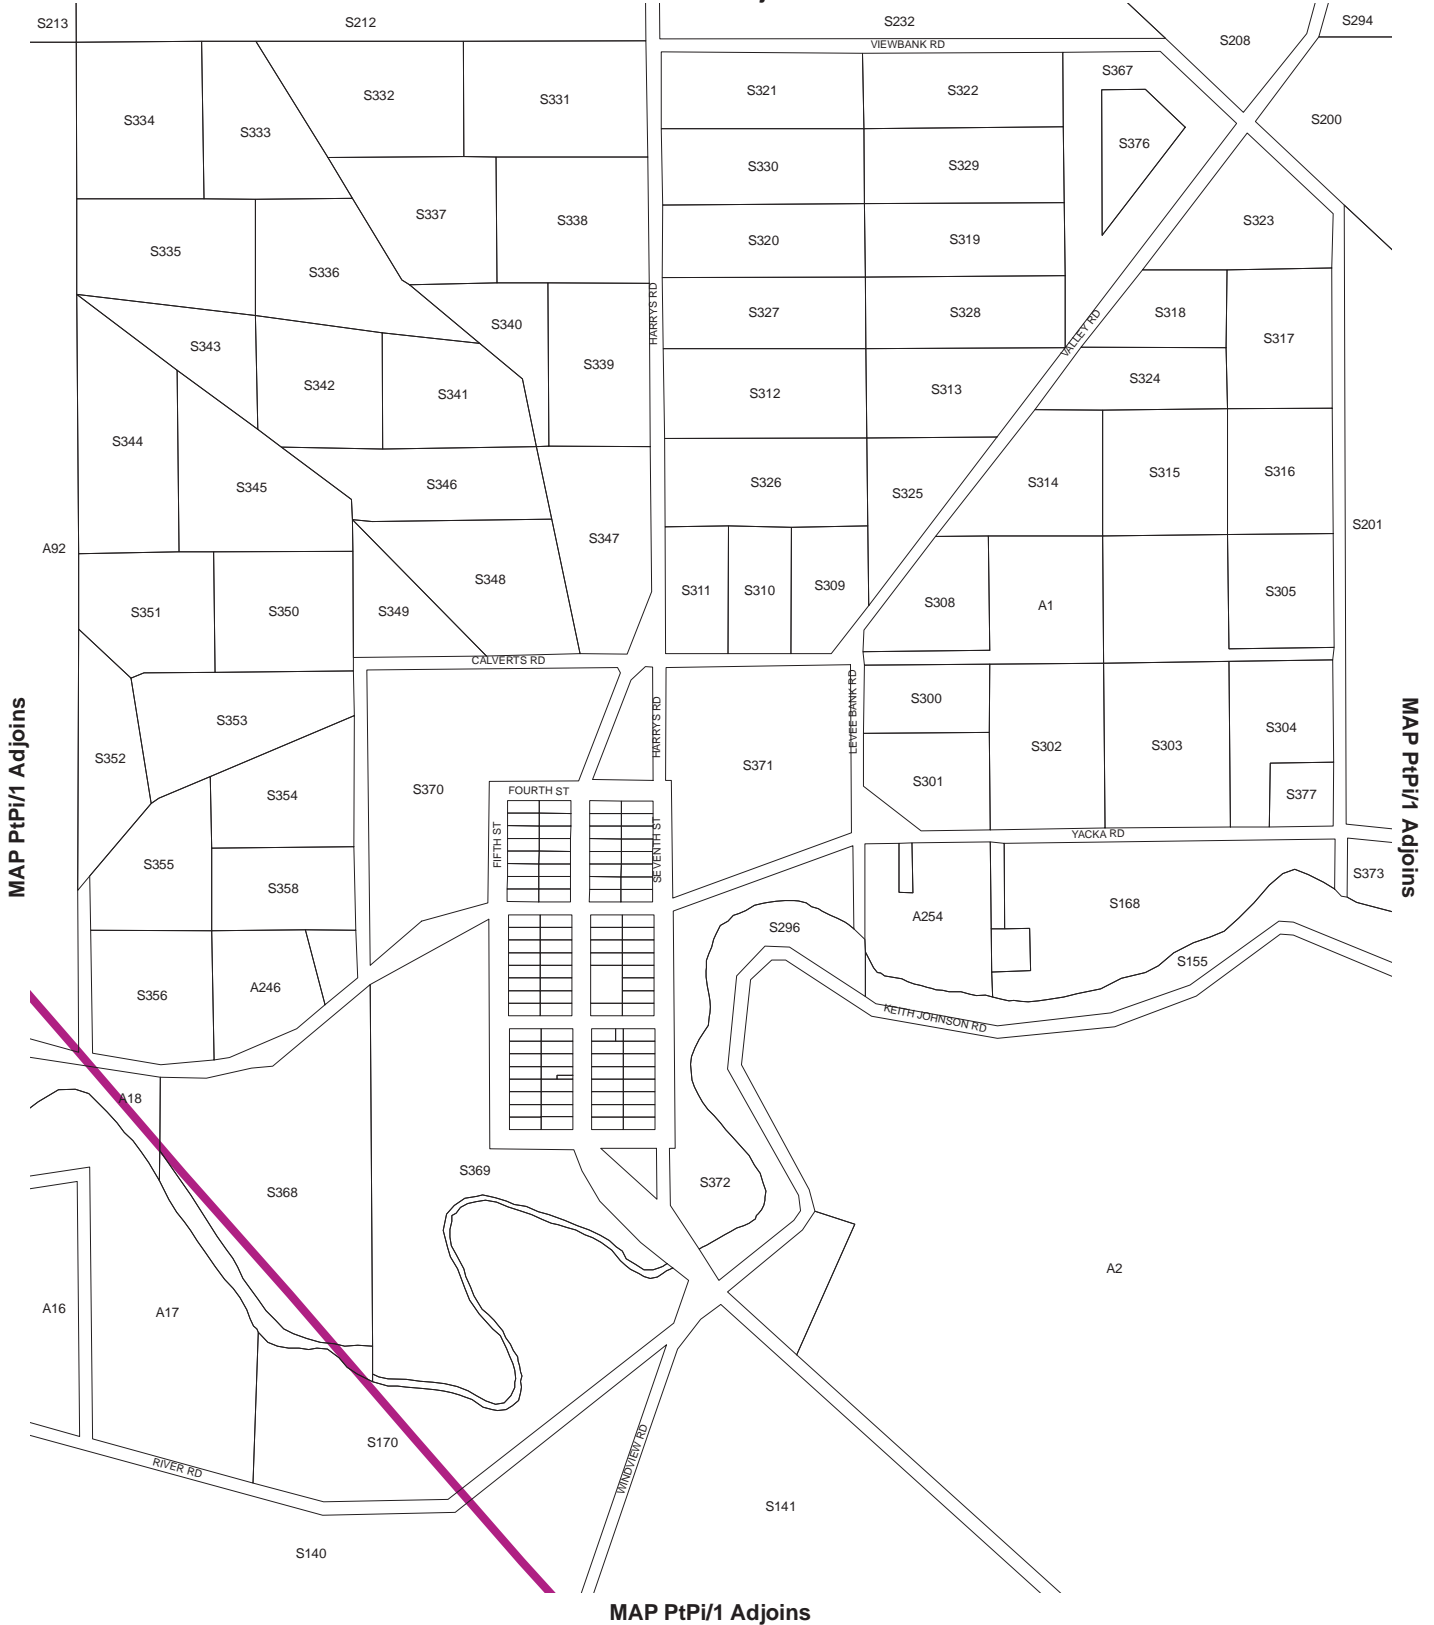 S213
S212
S232
S294
VIEWBANK RD
S208
S367
S332
S331
S321
S322
S334
S333
S200
S376
S330
S329
S337
S338
S323
S335
S336
S320
S319
HARRYS RD
S340
S327
S328
S318
VALLEY RD
S343
S317
S339
S342
S341
S312
S313
S324
S344
S345
S346
S326
S325
S314
S315
S316
S201
A92
S347
S348
S351
S350
S349
S311
S310
S309
S308
A1
S305
CALVERTS RD
S353
S352
HARRYS RD
LEVEE BANK RD
S300
S302
S303
S304
S371
S301
S377
S354
S370
FOURTH ST
FIFTH ST
SEVENTH ST
YACKA RD
MAP PtPi/1 Adjoins
MAP PtPi/1 Adjoins
S355
S358
S373
S168
A254
S296
S155
S356
A246
KEITH JOHNSON RD
A18
S369
S368
S372
A2
A16
A17
S170
RIVER RD
WINDVIEW RD
S141
S140
MAP PtPi/1 Adjoins